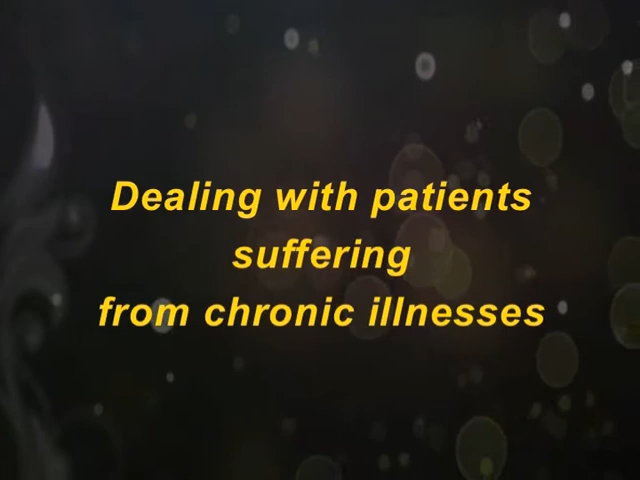 Dealing with patients
suffering
from chronic illnesses